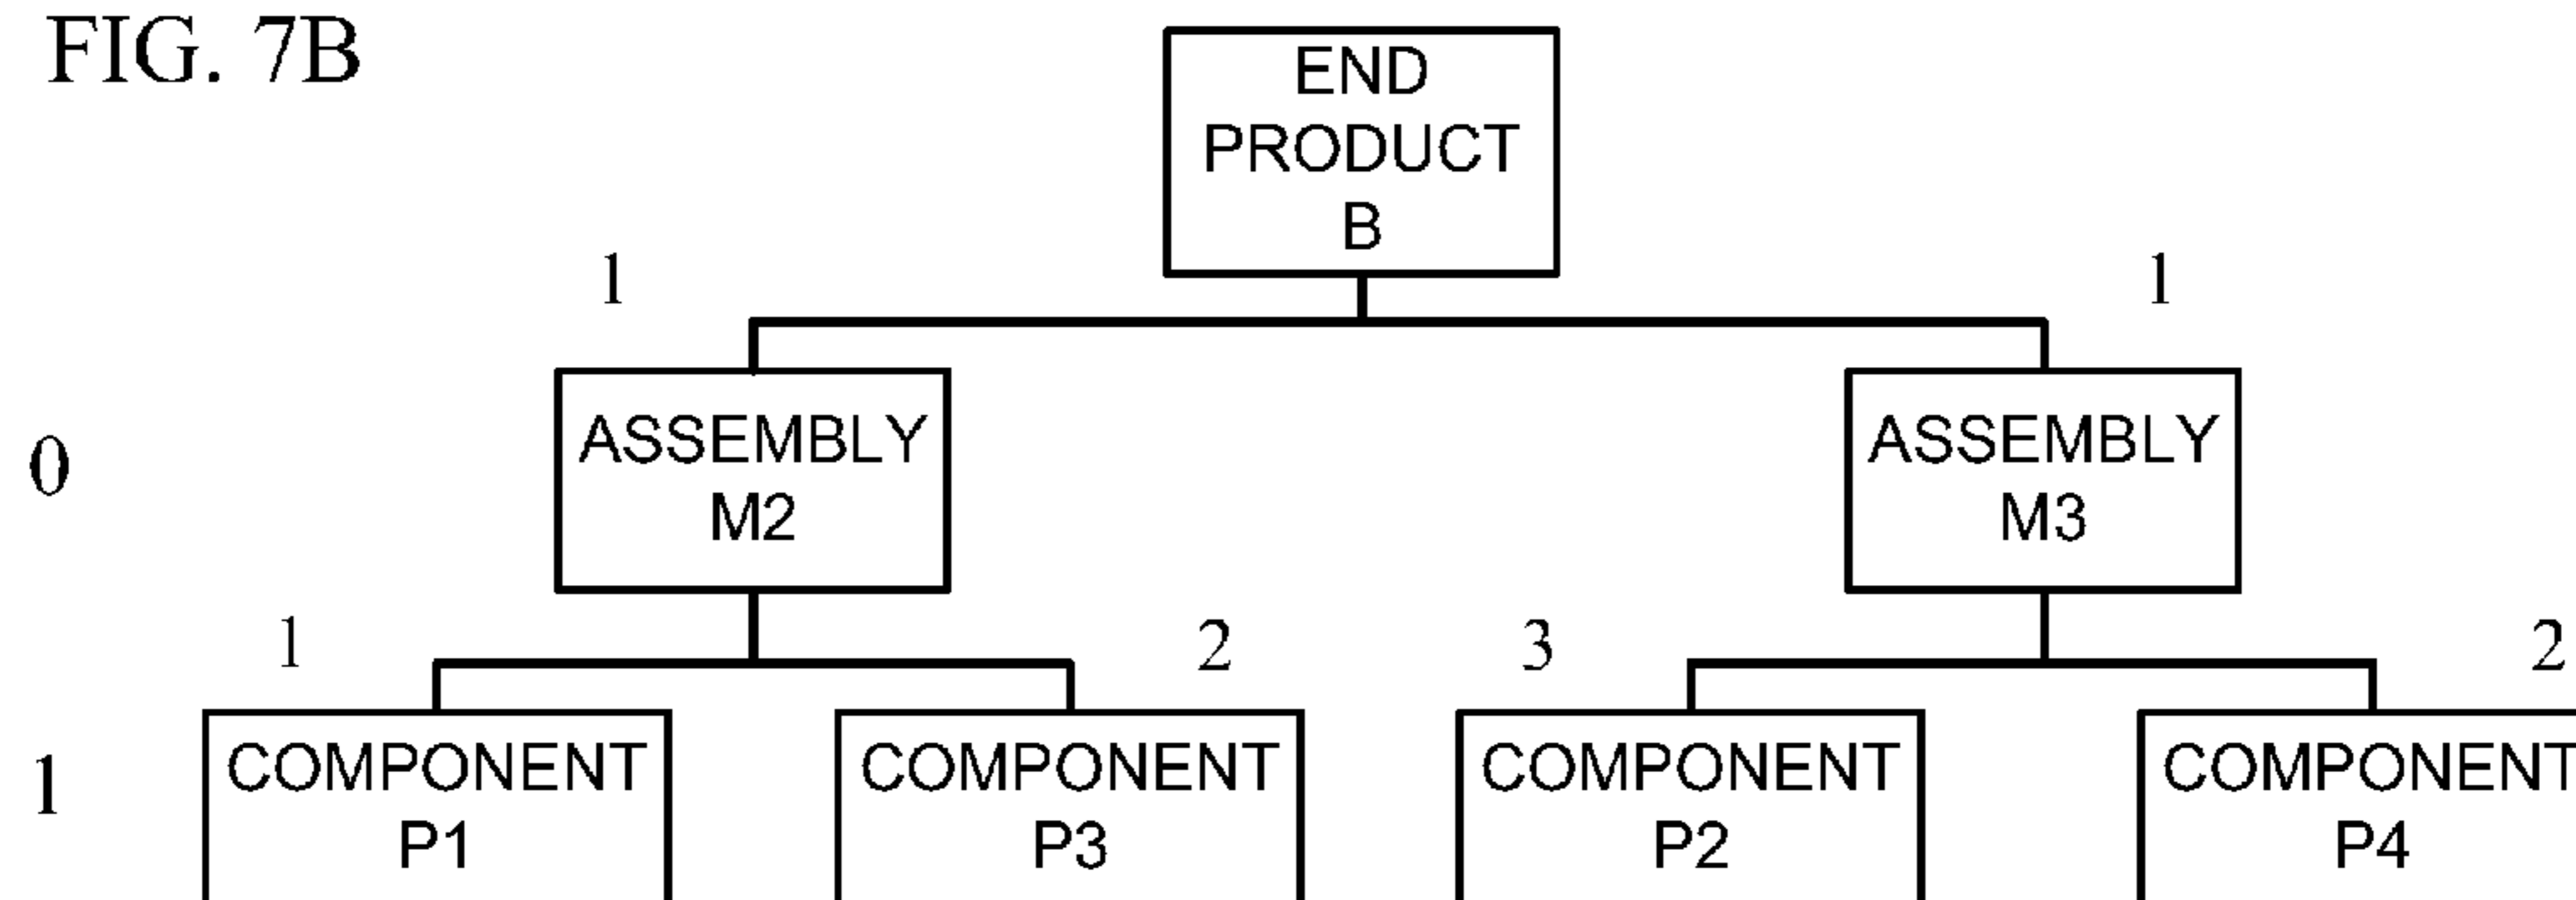 FIG. 7B
END
PRODUCT
B
1
1
0
ASSEMBLY
M2
ASSEMBLY
M3
1
2
3
2
1
COMPONENT
P1
COMPONENT
P3
COMPONENT
P2
COMPONENT
P4